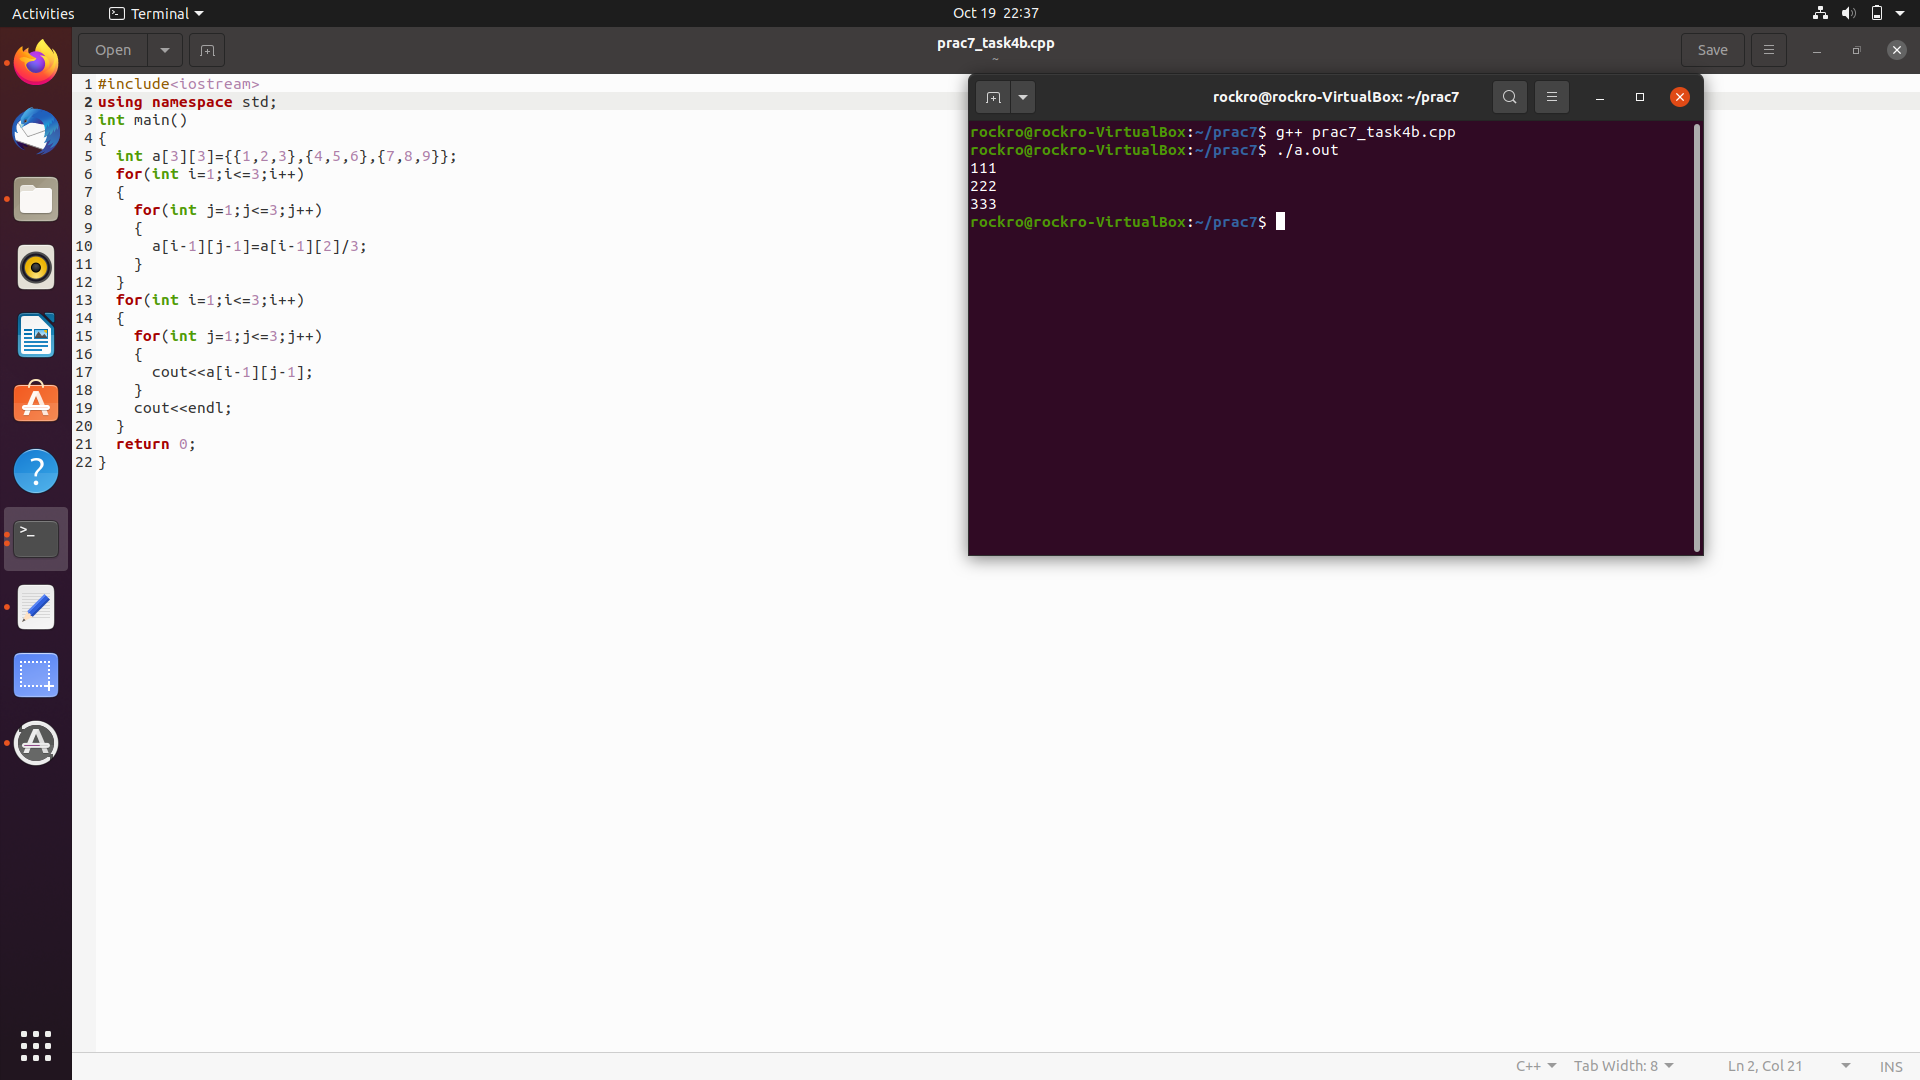 Activities Terminal Oct 19 22:37
Open prac7_task4b.cpp Save
~
1 #include<iostream>
2 using namespace std;
3 int main()
4 {
5   int a[3][3]={{1,2,3},{4,5,6},{7,8,9}};
6   for(int i=1;i<=3;i++)
7   {
8     for(int j=1;j<=3;j++)
9     {
10       a[i-1][j-1]=a[i-1][2]/3;
11     }
12   }
13   for(int i=1;i<=3;i++)
14   {
15     for(int j=1;j<=3;j++)
16     {
17       cout<<a[i-1][j-1];
18     }
19     cout<<endl;
20   }
21   return 0;
22 }
rockro@rockro-VirtualBox: ~/prac7
rockro@rockro-VirtualBox:~/prac7$ g++ prac7_task4b.cpp
rockro@rockro-VirtualBox:~/prac7$ ./a.out
111
222
333
rockro@rockro-VirtualBox:~/prac7$
C++ Tab Width: 8 Ln 2, Col 21 INS